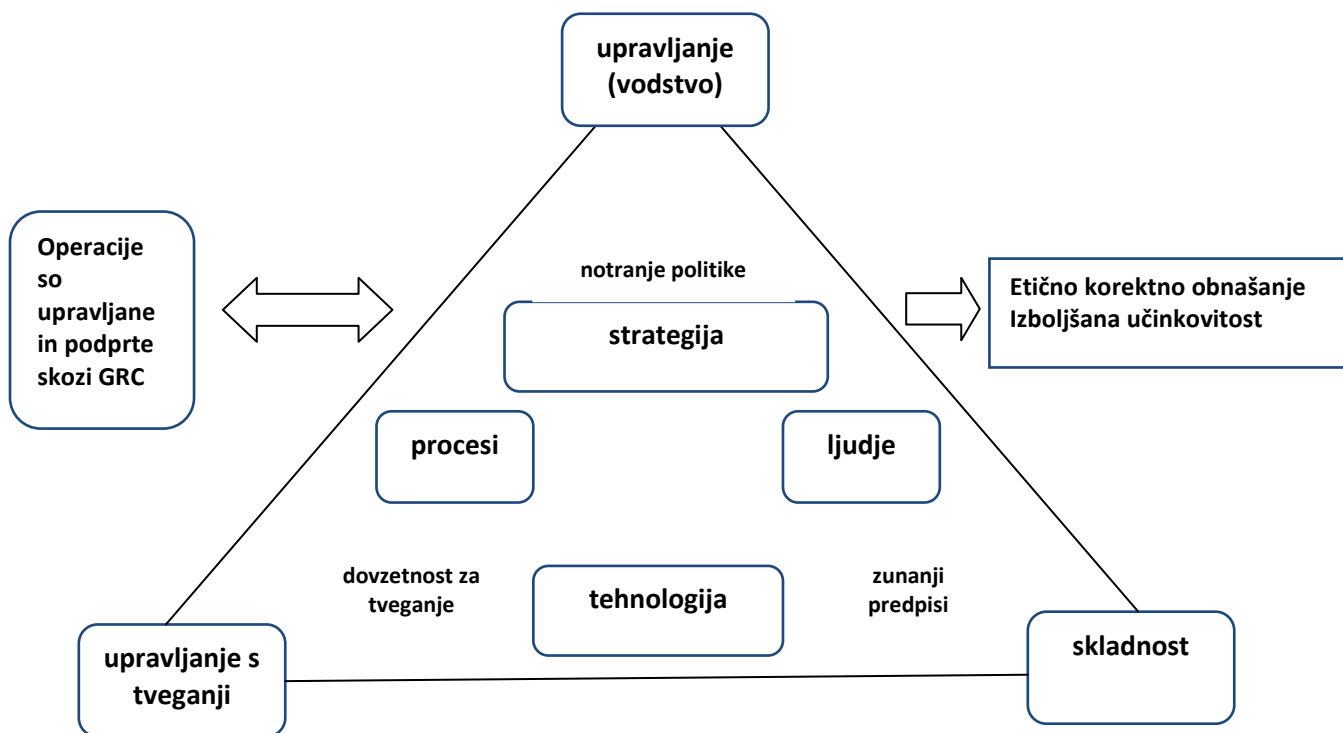 upravljanje
(vodstvo)
Operacije
so
upravljane
in podprte
skozi GRC
notranje politike
Etično korektno obnašanje
Izboljšana učinkovitost
strategija
procesi
ljudje
dovzetnost za
tveganje
tehnologija
zunanji
predpisi
upravljanje s
tveganji
skladnost